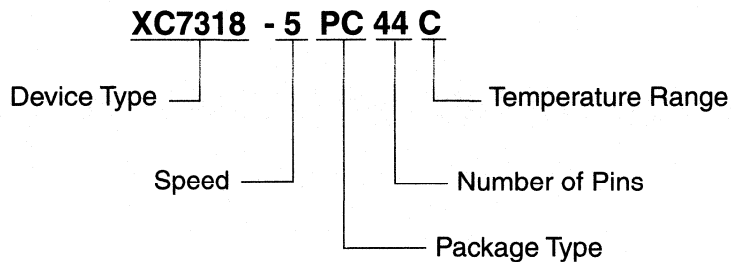 XC7318 - 5 PC 44 C
Device Type
Temperature Range
Speed
Number of Pins
Package Type